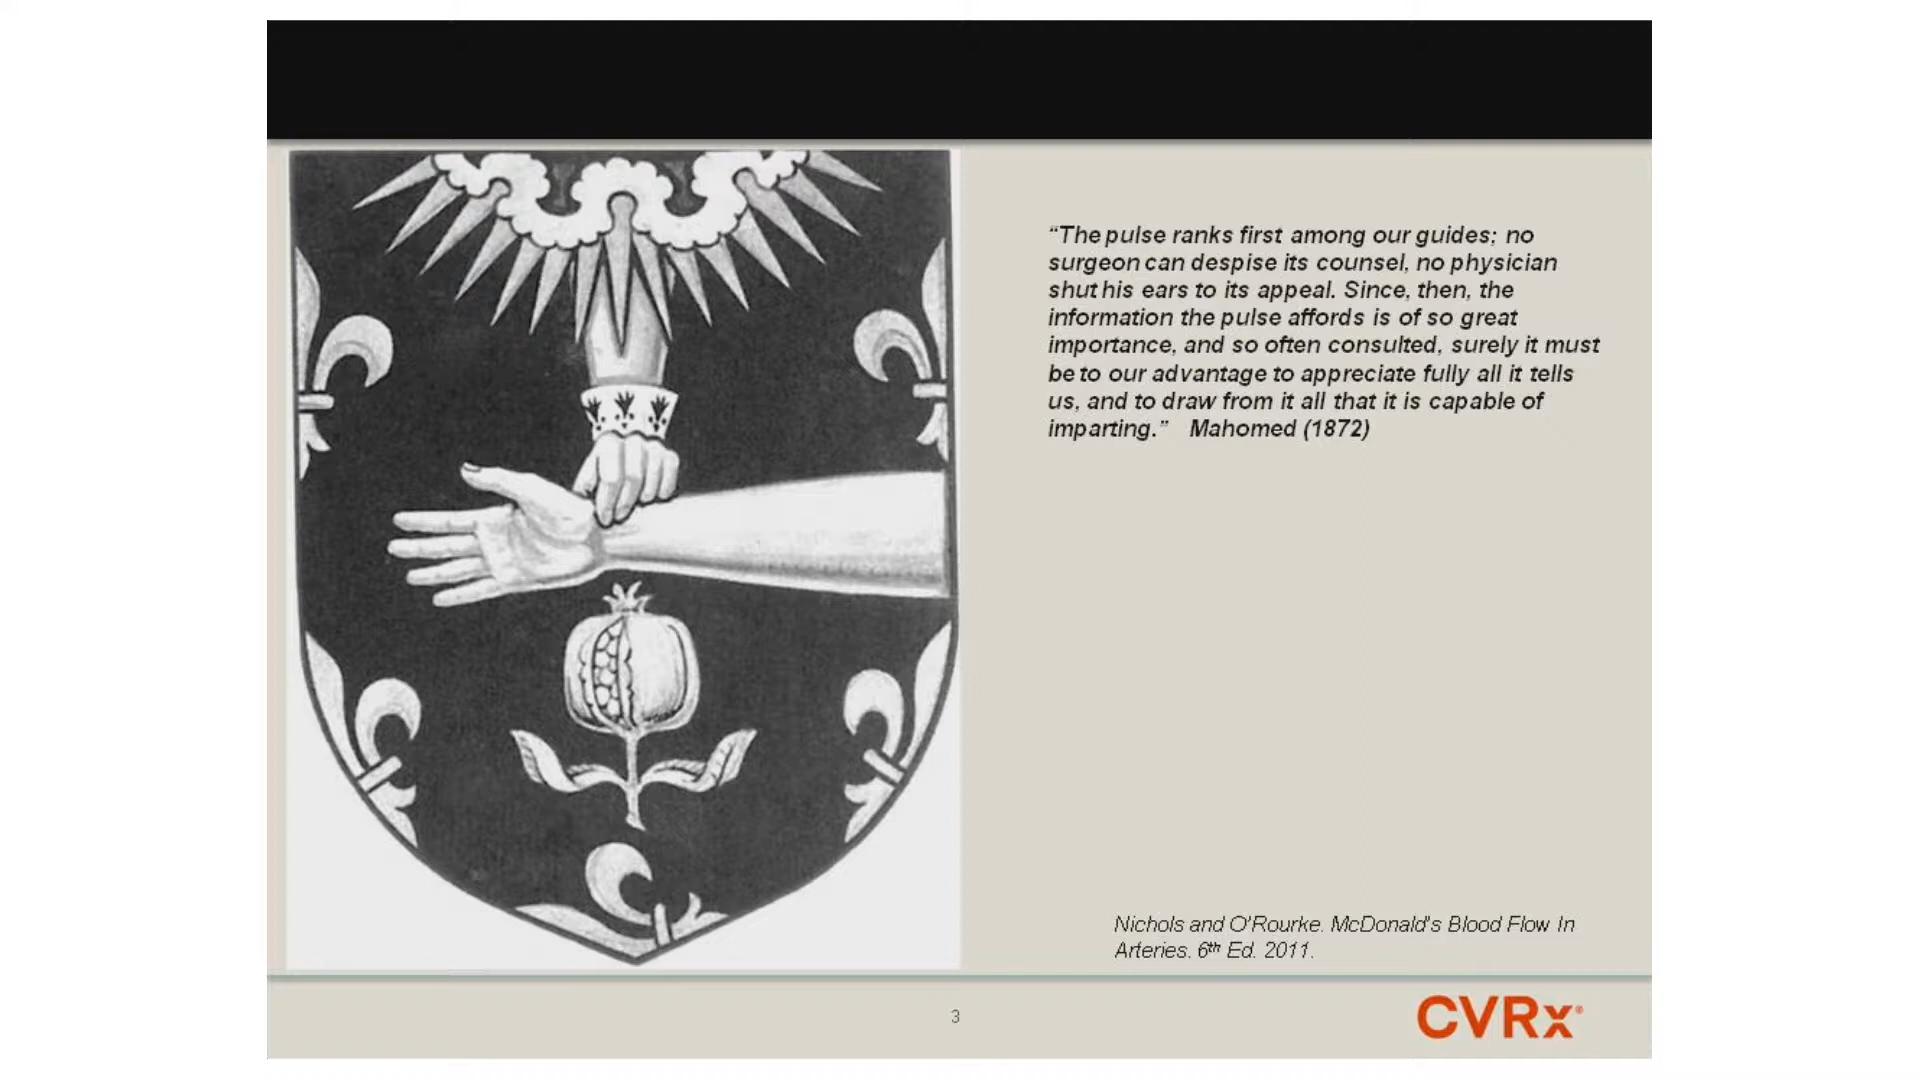 “The pulse ranks first among our guides; no
surgeon can despise its counsel, no physician
shut his ears to its appeal. Since, then, the
information the pulse affords is of so great
importance, and so often consulted, surely it must
be to our advantage to appreciate fully all it tells
us, and to draw from it all that it is capable of
imparting.” Mahomed (1872)
Nichols and O'Rourke. McDonald's Blood Flow In
Arteries. 6th Ed. 2011.
3
CVRx®